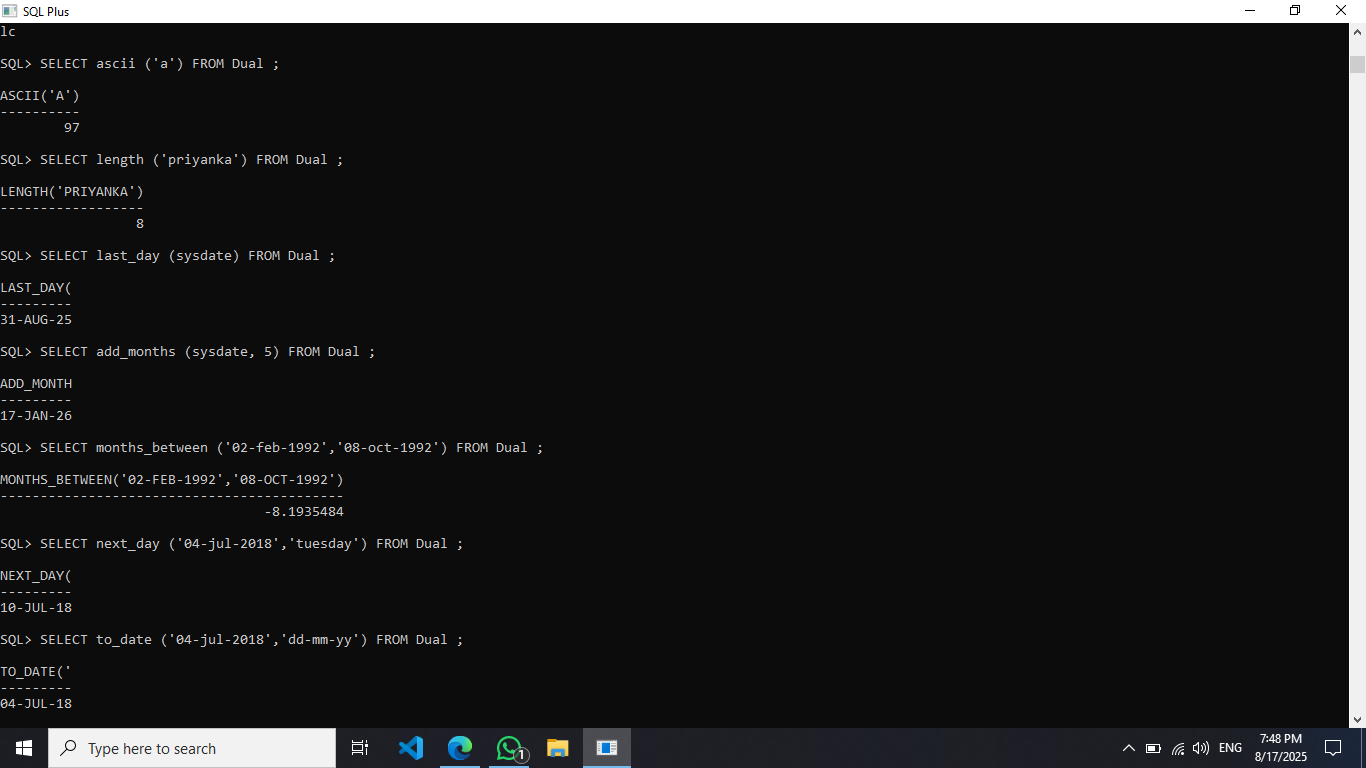 SQL Plus
lc
SQL> SELECT ascii ('a') FROM Dual ;
ASCII('A')
----------
        97
SQL> SELECT length ('priyanka') FROM Dual ;
LENGTH('PRIYANKA')
------------------
                 8
SQL> SELECT last_day (sysdate) FROM Dual ;
LAST_DAY(
---------
31-AUG-25
SQL> SELECT add_months (sysdate, 5) FROM Dual ;
ADD_MONTH
---------
17-JAN-26
SQL> SELECT months_between ('02-feb-1992','08-oct-1992') FROM Dual ;
MONTHS_BETWEEN('02-FEB-1992','08-OCT-1992')
-------------------------------------------
                                 -8.1935484
SQL> SELECT next_day ('04-jul-2018','tuesday') FROM Dual ;
NEXT_DAY(
---------
10-JUL-18
SQL> SELECT to_date ('04-jul-2018','dd-mm-yy') FROM Dual ;
TO_DATE('
---------
04-JUL-18
Type here to search
1
ENG
7:48 PM
8/17/2025